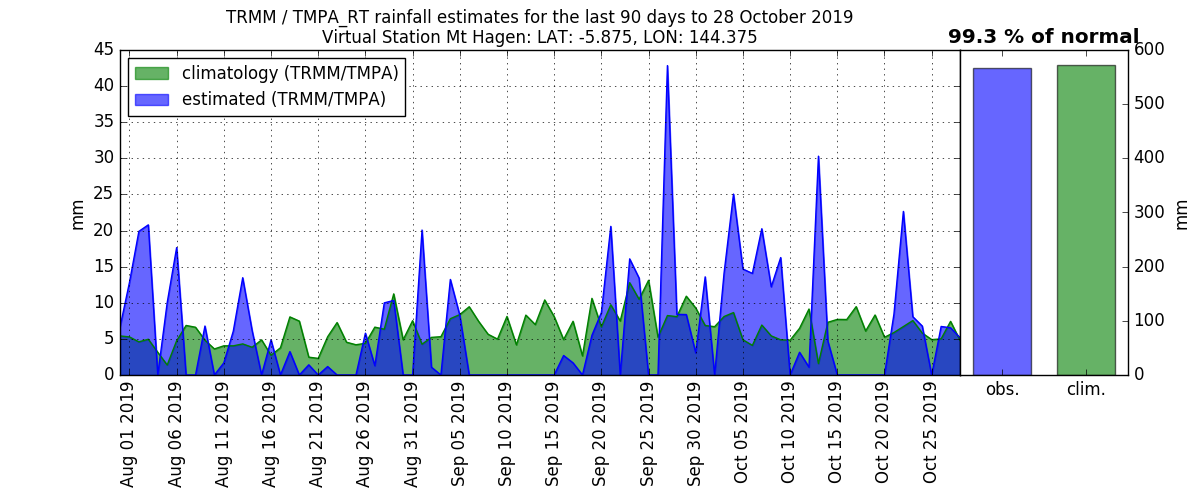 TRMM / TMPA_RT rainfall estimates for the last 90 days to 28 October 2019
Virtual Station Mt Hagen: LAT: -5.875, LON: 144.375
99.3 % of normal
climatology (TRMM/TMPA)
estimated (TRMM/TMPA)
45
40
35
30
25
20
15
10
5
0
mm
600
500
400
300
200
100
0
mm
Aug 01 2019
Aug 06 2019
Aug 11 2019
Aug 16 2019
Aug 21 2019
Aug 26 2019
Aug 31 2019
Sep 05 2019
Sep 10 2019
Sep 15 2019
Sep 20 2019
Sep 25 2019
Sep 30 2019
Oct 05 2019
Oct 10 2019
Oct 15 2019
Oct 20 2019
Oct 25 2019
obs.
clim.